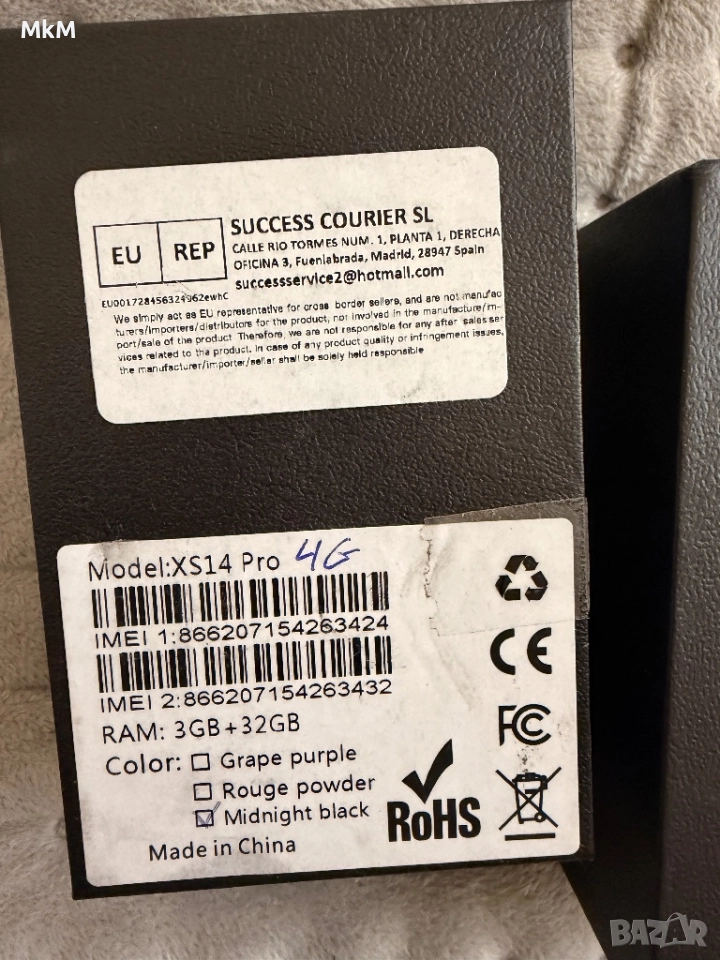 MkM
EU REP
SUCCESS COURIER SL
CALLE RIO TORMES NUM. 1, PLANTA 1, DERECHA
OFICINA 3, Fuenlabrada, Madrid, 28947 Spain
successservice2@hotmail.com
EU001728456324962ewhC
We simply act as EU representative for cross border sellers, and are not manufac
turers/importers/distributors for the product, not involved in the manufacture/m-
port/sale of the product Therefore, we are not responsible for any after sales ser
vices related to the product. In case of any product quality or infringement issues,
the manufacturer/importer/seller shall be solely held responsible
Model:XS14 Pro 4G
IMEI 1:866207154263424
IMEI 2:866207154263432
RAM: 3GB+32GB
Color: Grape purple
Rouge powder
Midnight black
Made in China
CE
FC
RoHS
BAZAR